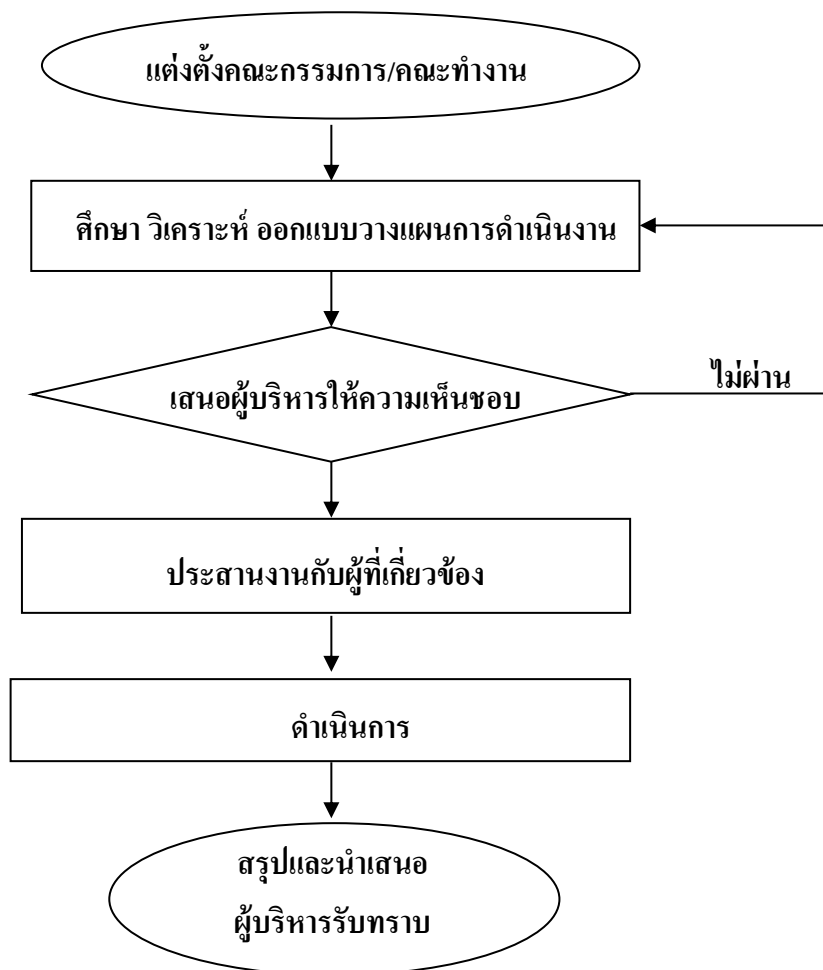 แต่งตั้งคณะกรรมการ/คณะทำงาน
ศึกษา วิเคราะห์ ออกแบบวางแผนการดำเนินงาน
ไม่ผ่าน
เสนอผู้บริหารให้ความเห็นชอบ
ประสานงานกับผู้ที่เกี่ยวข้อง
ดำเนินการ
สรุปและนำเสนอ
ผู้บริหารรับทราบ